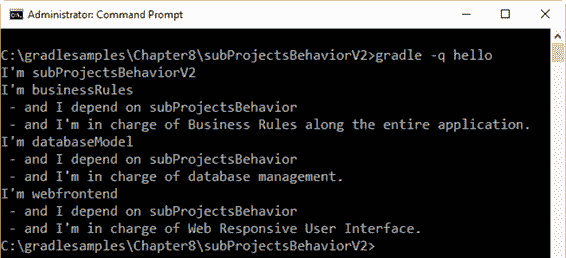 Administrator: Command Prompt
C:\gradlesamples\Chapter8\subProjectsBehaviorV2>gradle -q hello
I'm subProjectsBehaviorV2
I'm businessRules
- and I depend on subProjectsBehavior
- and I'm in charge of Business Rules along the entire application.
I'm databaseModel
- and I depend on subProjectsBehavior
- and I'm in charge of database management.
I'm webfrontend
- and I depend on subProjectsBehavior
- and I'm in charge of Web Responsive User Interface.
C:\gradlesamples\Chapter8\subProjectsBehaviorV2>